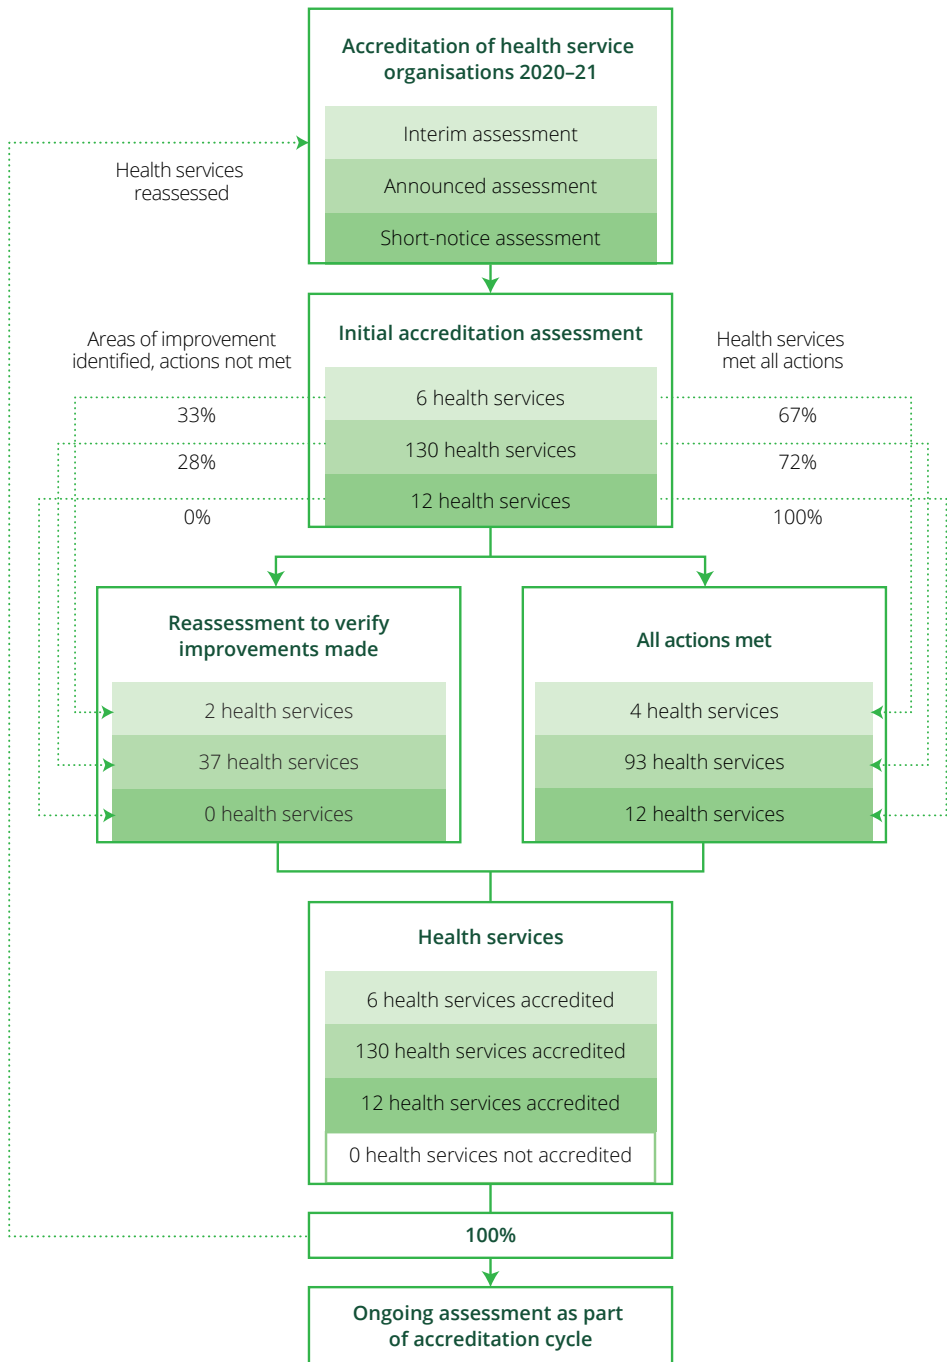 Accreditation of health service
organisations 2020–21
Interim assessment
Announced assessment
Short-notice assessment
Health services
reassessed
Initial accreditation assessment
Areas of improvement
identified, actions not met
Health services
met all actions
6 health services
33%
67%
130 health services
28%
72%
12 health services
0%
100%
Reassessment to verify
improvements made
2 health services
37 health services
0 health services
All actions met
4 health services
93 health services
12 health services
Health services
6 health services accredited
130 health services accredited
12 health services accredited
0 health services not accredited
100%
Ongoing assessment as part
of accreditation cycle